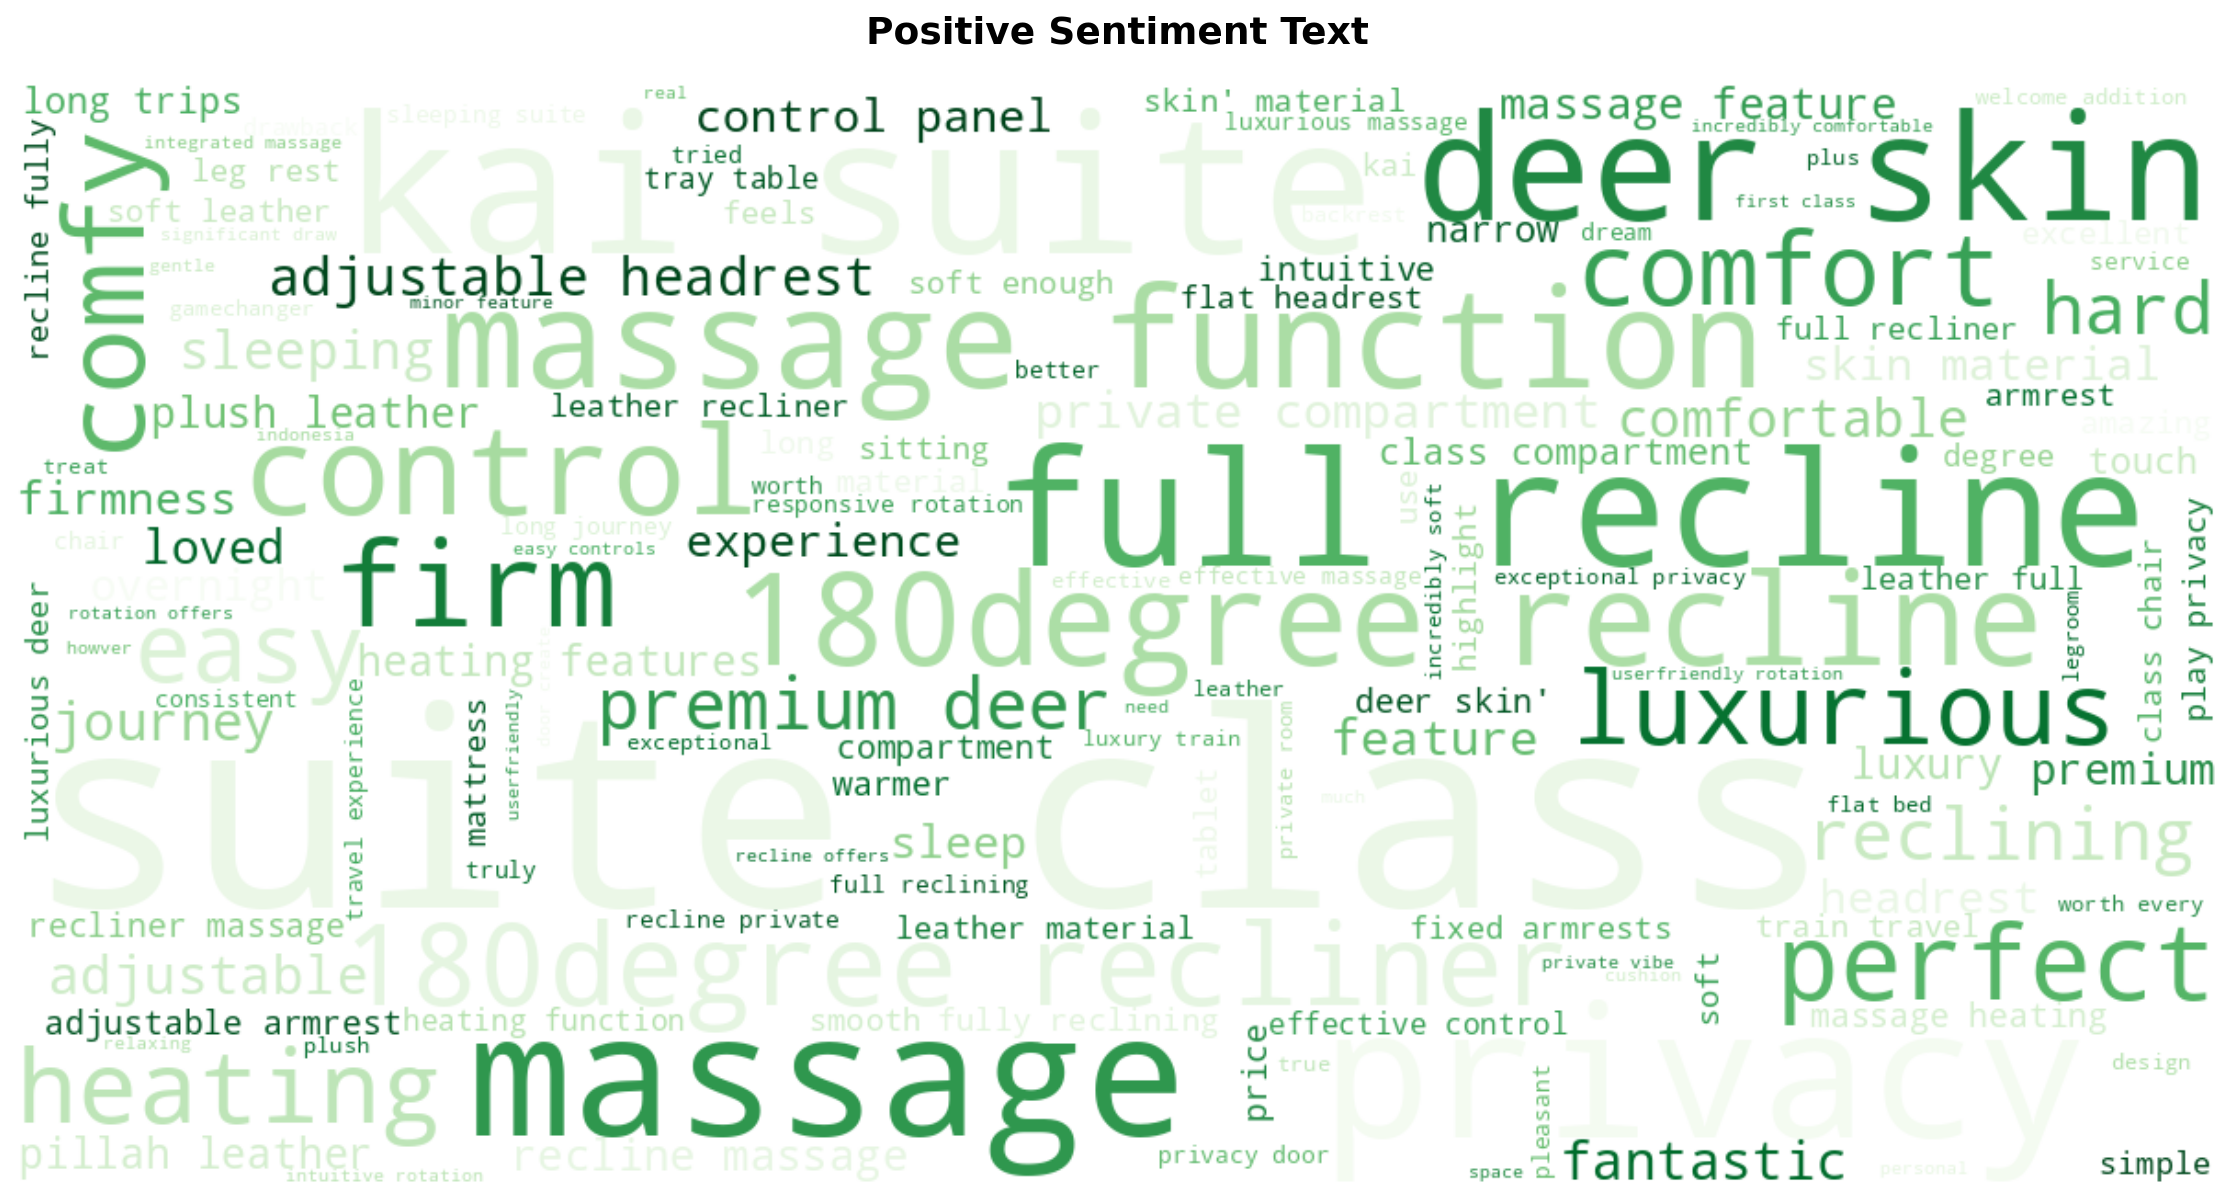 Positive Sentiment Text
long trips
drawback
sleeping suite
real
control panel
skin' material
massage feature
welcome addition
luxurious massage
incredibly comfortable
integrated massage
recline fully
comfy
leg rest
kai suite
tried
tray table
kai
deer skin
plus
first class
soft leather
feels
backrest
significant draw
narrow
dream
excellent
gentle
adjustable headrest
soft enough
intuitive
comfort
service
minor feature
flat headrest
gamechanger
hard
sleeping
massage function
full recliner
better
skin material
plush leather
leather recliner
private compartment
comfortable
armrest
amazing
indonesia
control
long
sitting
class compartment
degree
touch
treat
firmness
worth
material
full recline
use
incredibly soft
highlight
responsive rotation
play privacy
long journey
chair
loved
easy controls
experience
firm
overnight
180degree recline
effective
effective massage
exceptional privacy
leather full
class chair
rotation offers
luxurious deer
howver
easy
heating features
door create
legroom
userfriendly rotation
consistent
premium deer
leather
deer skin'
luxurious
journey
travel experience
mattress
userfriendly
need
exceptional
compartment
luxury train
private room
feature
suite class
luxury
premium
warmer
tablet
much
flat bed
sleep
reclining
recline offers
truly
full reclining
headrest
worth every
recliner massage
recline private
leather material
fixed armrests
train travel
perfect
180degree recliner
adjustable
private vibe
cushion
soft
adjustable armrest
heating function
smooth fully reclining
effective control
massage heating
relaxing
plush
price
heating
massage
true
privacy
design
pleasant
pillah leather
recline massage
privacy door
fantastic
simple
intuitive rotation
space
personal